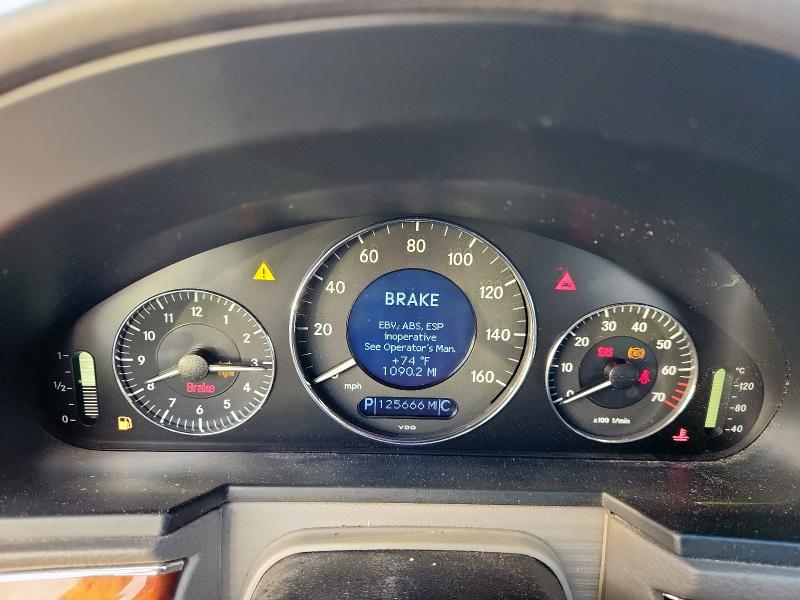 80
60
100
40
120
20
140
160
mph
BRAKE
EBV, ABS, ESP
inoperative
See Operator's Man.
+74 °F
1090.2 MI
P 125666 MI C
VDO
12
1
2
3
4
5
6
7
8
9
10
11
Brake
1
1/2
0
0
10
20
30
40
50
60
70
SRS
x100 1/min
°C
120
80
40